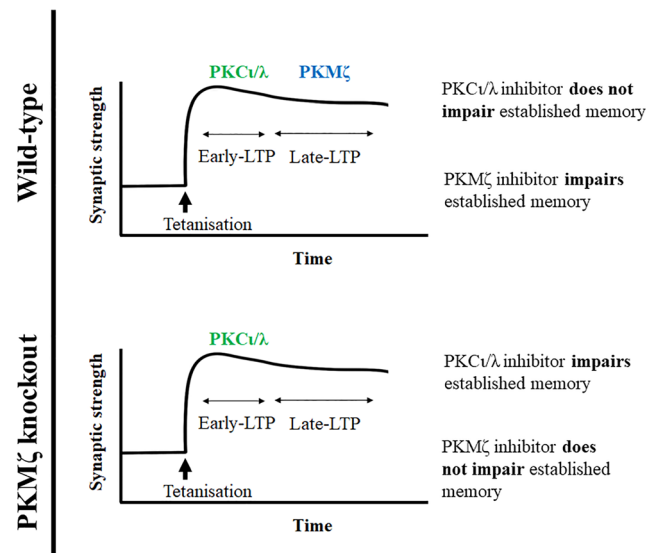 Wild-type
PKCι/λ PKMζ
Synaptic strength
Early-LTP Late-LTP
Tetanisation
Time
PKCι/λ inhibitor does not
impair established memory
PKMζ inhibitor impairs
established memory
PKMζ knockout
PKCι/λ
Synaptic strength
Early-LTP Late-LTP
Tetanisation
Time
PKCι/λ inhibitor impairs
established memory
PKMζ inhibitor does
not impair established
memory